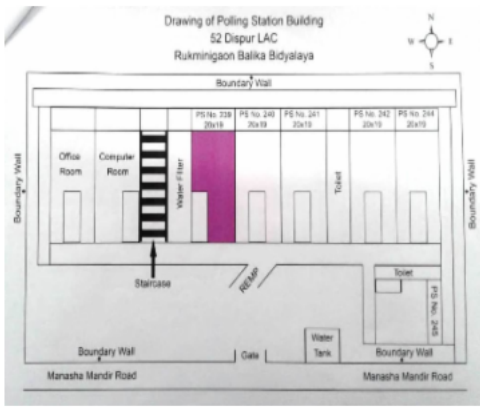 Drawing of Polling Station Building
52 Dispur LAC
Rukminigaon Balika Bidyalaya
N
W E
S
Boundary Wall
PS No. 239
20x19
PS No. 240
20x19
PS No. 241
20x19
PS No. 242
20x19
PS No. 244
20x19
Boundary Wall
Office
Room
Computer
Room
Water Filter
Toilet
Boundary Wall
Staircase
REMP
Toilet
PS No. 245
Water
Tank
Boundary Wall
Gate
Boundary Wall
Manasha Mandir Road
Manasha Mandir Road